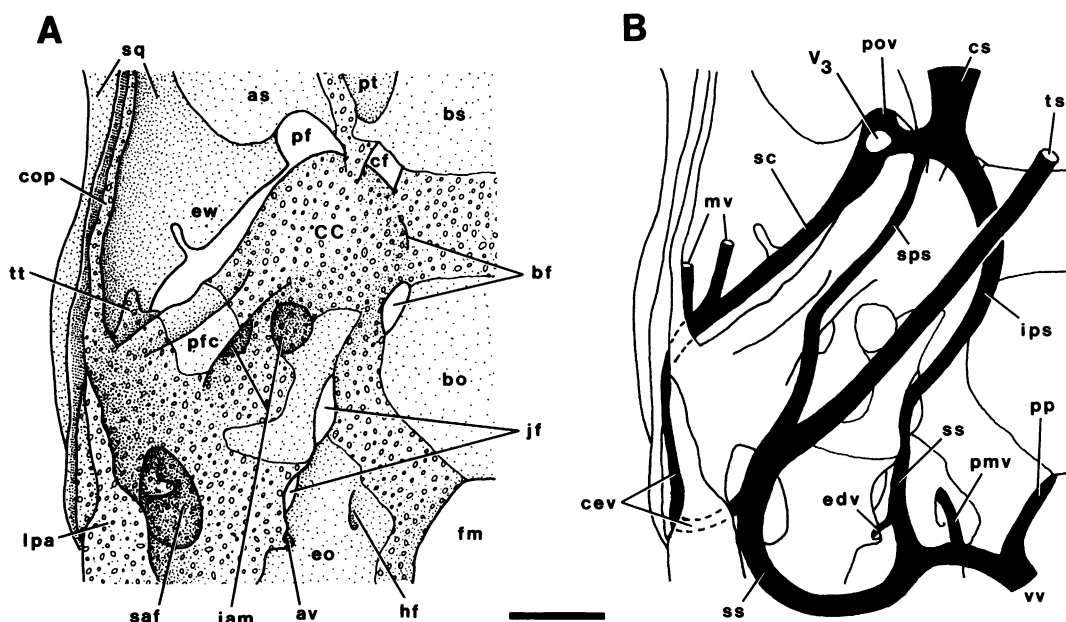 A
sq
as
pt
bs
pf
cf
cop
ew
CC
bf
tt
pfc
bo
jf
lpa
eo
fm
saf
iam
av
hf
B
V3
pov
cs
ts
sc
mv
sps
ips
pp
ss
pmv
edv
cev
ss
vv